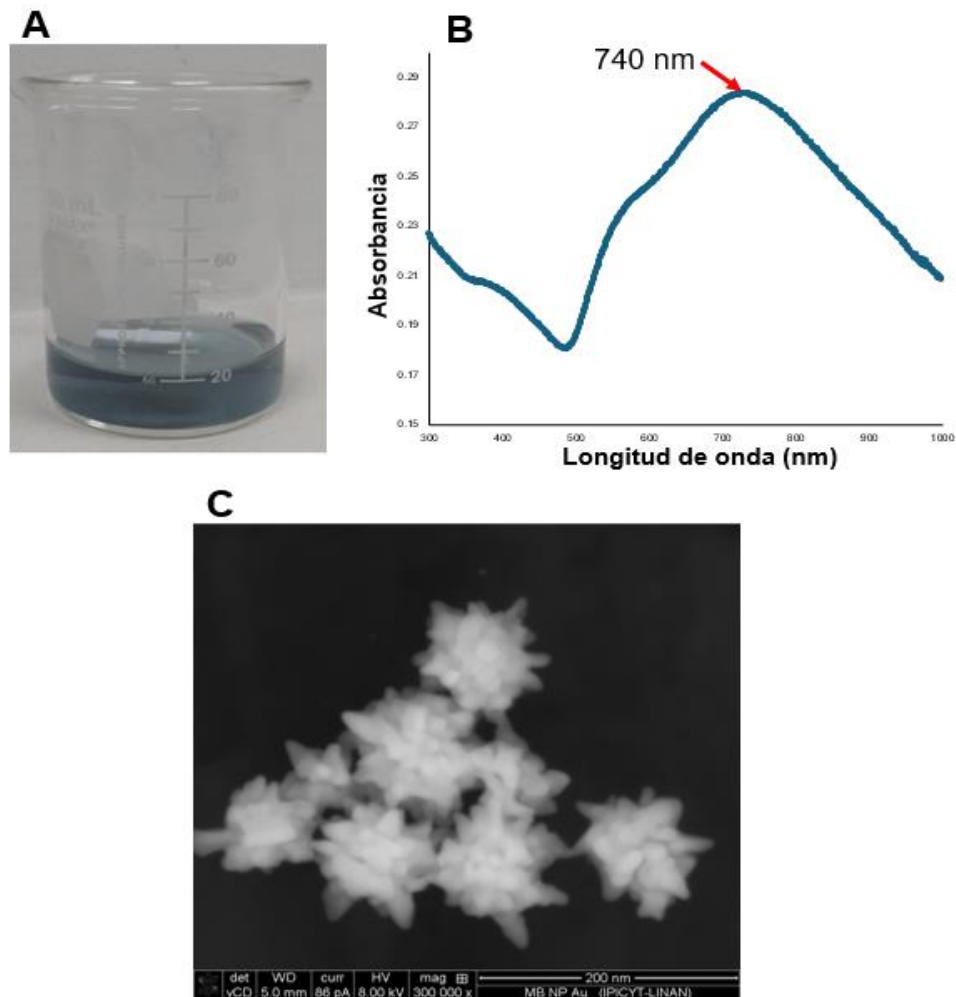 A
B
740 nm
0.29
0.27
0.25
0.23
0.21
0.19
0.17
0.15
Absorbancia
300 400 500 600 700 800 900 1000
Longitud de onda (nm)
80
60
20
C
det WD curr HV mag 200 nm
vCD 5.0 mm 86 pA 8.00 kV 300 000 x MB NP Au (IPICYT-LINAN)